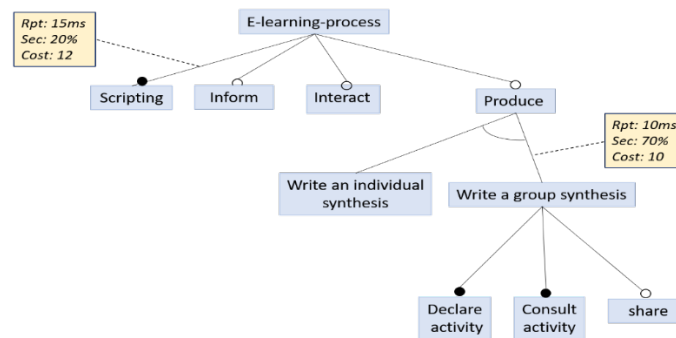 Rpt: 15ms
Sec: 20%
Cost: 12
E-learning-process
Scripting
Inform
Interact
Produce
Rpt: 10ms
Sec: 70%
Cost: 10
Write an individual
synthesis
Write a group synthesis
Declare
activity
Consult
activity
share